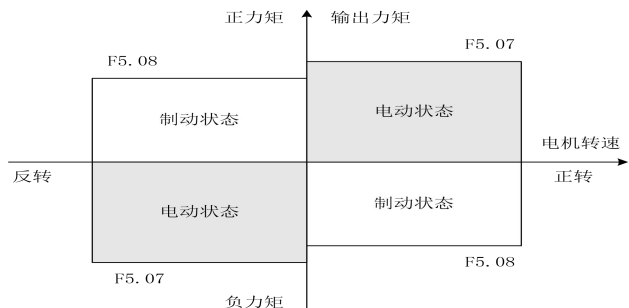 正力矩
输出力矩
F5.07
F5.08
制动状态
电动状态
电机转速
反转
正转
电动状态
制动状态
F5.07
F5.08
负力矩